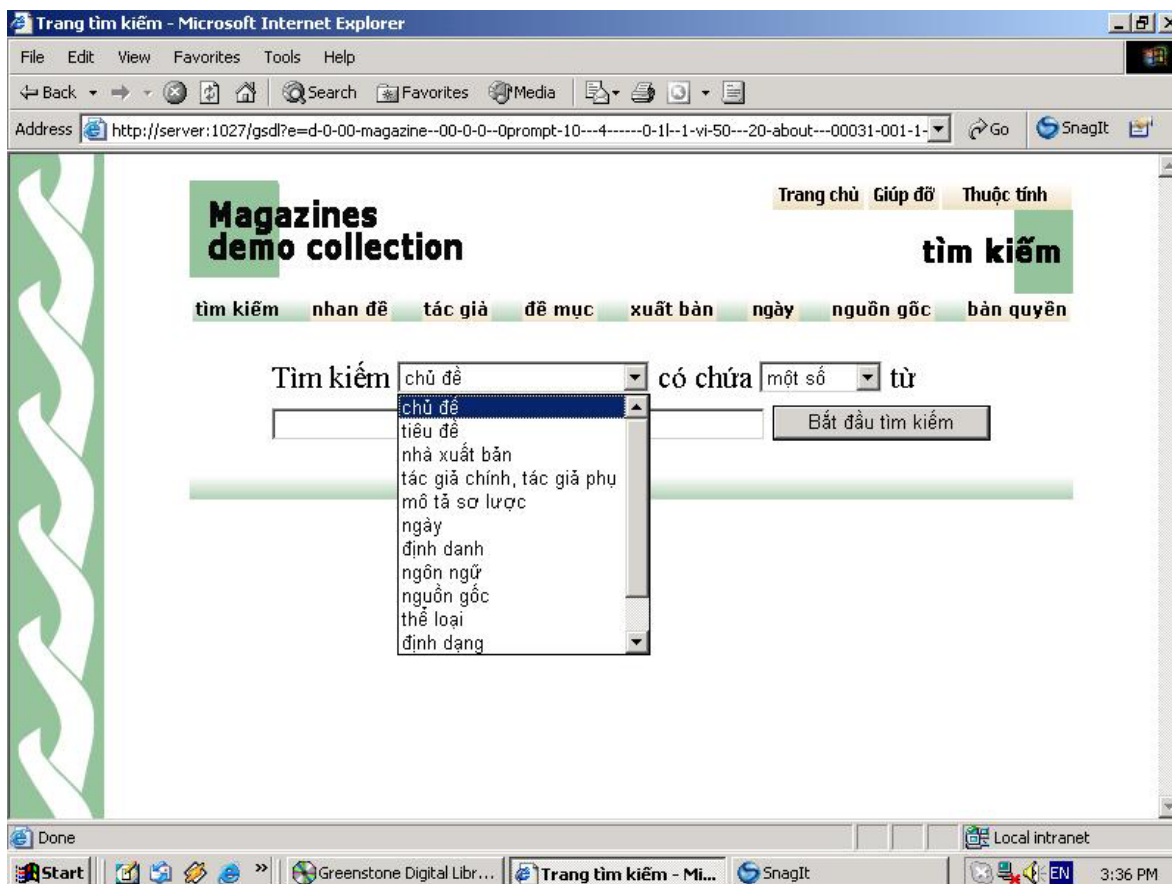 Trang tìm kiếm - Microsoft Internet Explorer
File Edit View Favorites Tools Help
Back Search Favorites Media
Address http://server:1027/gsdl?e=d-0-00-magazine--00-0-0--0prompt-10---4------0-1l--1-vi-50---20-about---00031-001-1- Go SnagIt
Trang chủ Giúp đỡ Thuộc tính
Magazines
demo collection
tìm kiếm
tìm kiếm nhan đề tác giả đề mục xuất bản ngày nguồn gốc bản quyền
Tìm kiếm chủ đề có chứa một số từ
chủ đề
Bắt đầu tìm kiếm
tiêu đề
nhà xuất bản
tác giả chính, tác giả phụ
mô tả sơ lược
ngày
định danh
ngôn ngữ
nguồn gốc
thể loại
định dạng
Done Local intranet
Start » Greenstone Digital Libr... Trang tìm kiếm - Mi... SnagIt EN 3:36 PM